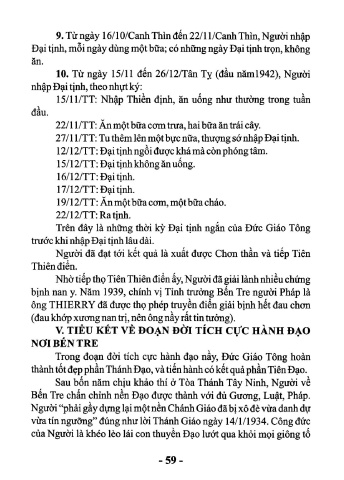 9. Từ ngày 16/10/Canh Thìn đến 22/11/Canh Thìn, Người nhập
Đại tịnh, mỗi ngày dùng một bữa; có những ngày Đại tịnh trọn, không
ăn.
10. Từ ngày 15/11 đến 26/12/Tân Tỵ (đầu năm1942), Người
nhập Đại tịnh, theo nhựt ký:
15/11/TT: Nhập Thiền định, ăn uống như thường trong tuần
đầu.
22/11/TT: Ăn một bữa cơm trưa, hai bữa ăn trái cây.
27/11/TT: Tu thêm lên một bực nữa, thượng sớ nhập Đại tịnh.
12/12/TT: Đại tịnh ngồi được khá mà còn phóng tâm.
15/12/TT: Đại tịnh không ăn uống.
16/12/TT: Đại tịnh.
17/12/TT: Đại tịnh.
19/12/TT: Ăn một bữa cơm, một bữa cháo.
22/12/TT: Ra tịnh.
Trên đây là những thời kỳ Đại tịnh ngắn của Đức Giáo Tông
trước khi nhập Đại tịnh lâu dài.
Người đã đạt tới kết quả là xuất được Chơn thần và tiếp Tiên
Thiên điển.
Nhờ tiếp thọ Tiên Thiên điển ấy, Người đã giải lành nhiều chứng
bịnh nan y. Năm 1939, chính vị Tỉnh trưởng Bến Tre người Pháp là
ông THIERRY đã được thọ phép truyền điển giải bịnh hết đau chơn
(đau khớp xương nan trị, nên ông nầy rất tin tưởng).
V. TIỂU KẾT VỀ ĐOẠN ĐỜI TÍCH CỰC HÀNH ĐẠO
NƠI BẾN TRE
Trong đoạn đời tích cực hành đạo nầy, Đức Giáo Tông hoàn
thành tốt đẹp phần Thánh Đạo, và tiến hành có kết quả phần Tiên Đạo.
Sau bốn năm chịu khảo thí ở Tòa Thánh Tây Ninh, Người về
Bến Tre chấn chỉnh nền Đạo được thành với đủ Gương, Luật, Pháp.
Người “phải gầy dựng lại một nền Chánh Giáo đã bị xô đè vừa danh dự
vừa tín ngưỡng” đúng như lời Thánh Giáo ngày 14/1/1934. Công đức
của Người là khéo lèo lái con thuyền Đạo lướt qua khỏi mọi giông tố
- 59 -